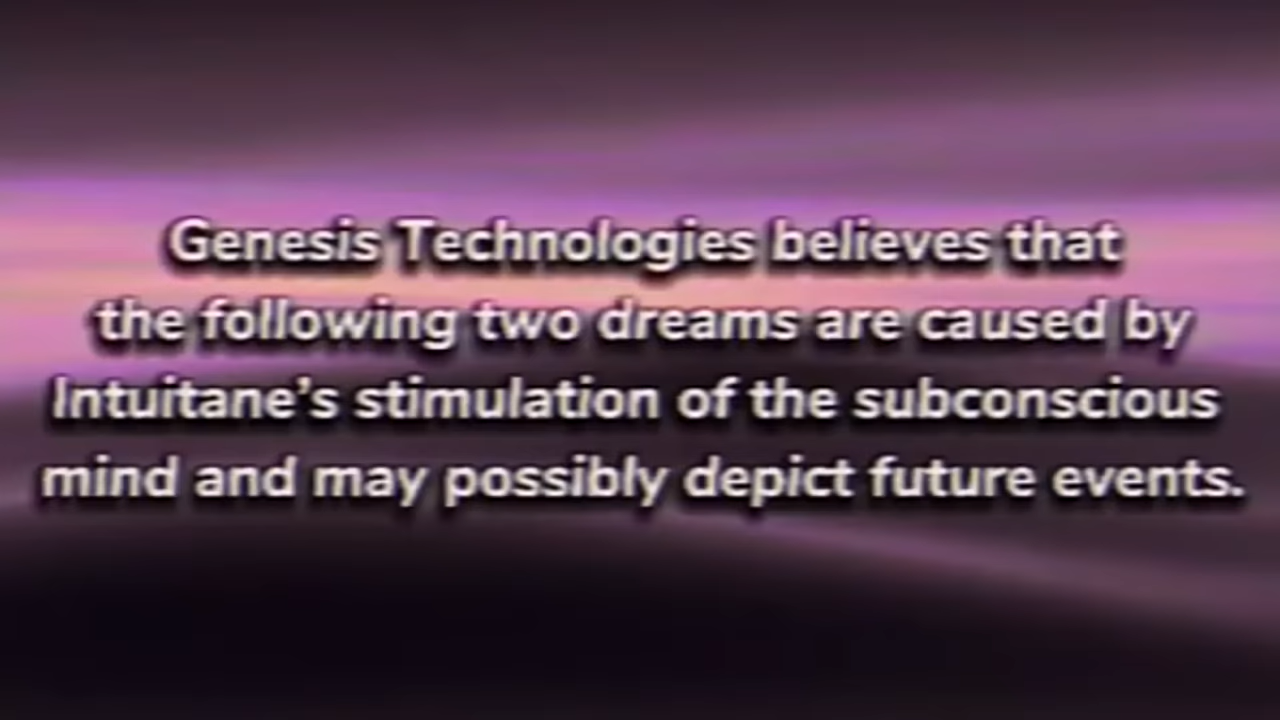 Genesis Technologies believes that
the following two dreams are caused by
Intuitane’s stimulation of the subconscious
mind and may possibly depict future events.